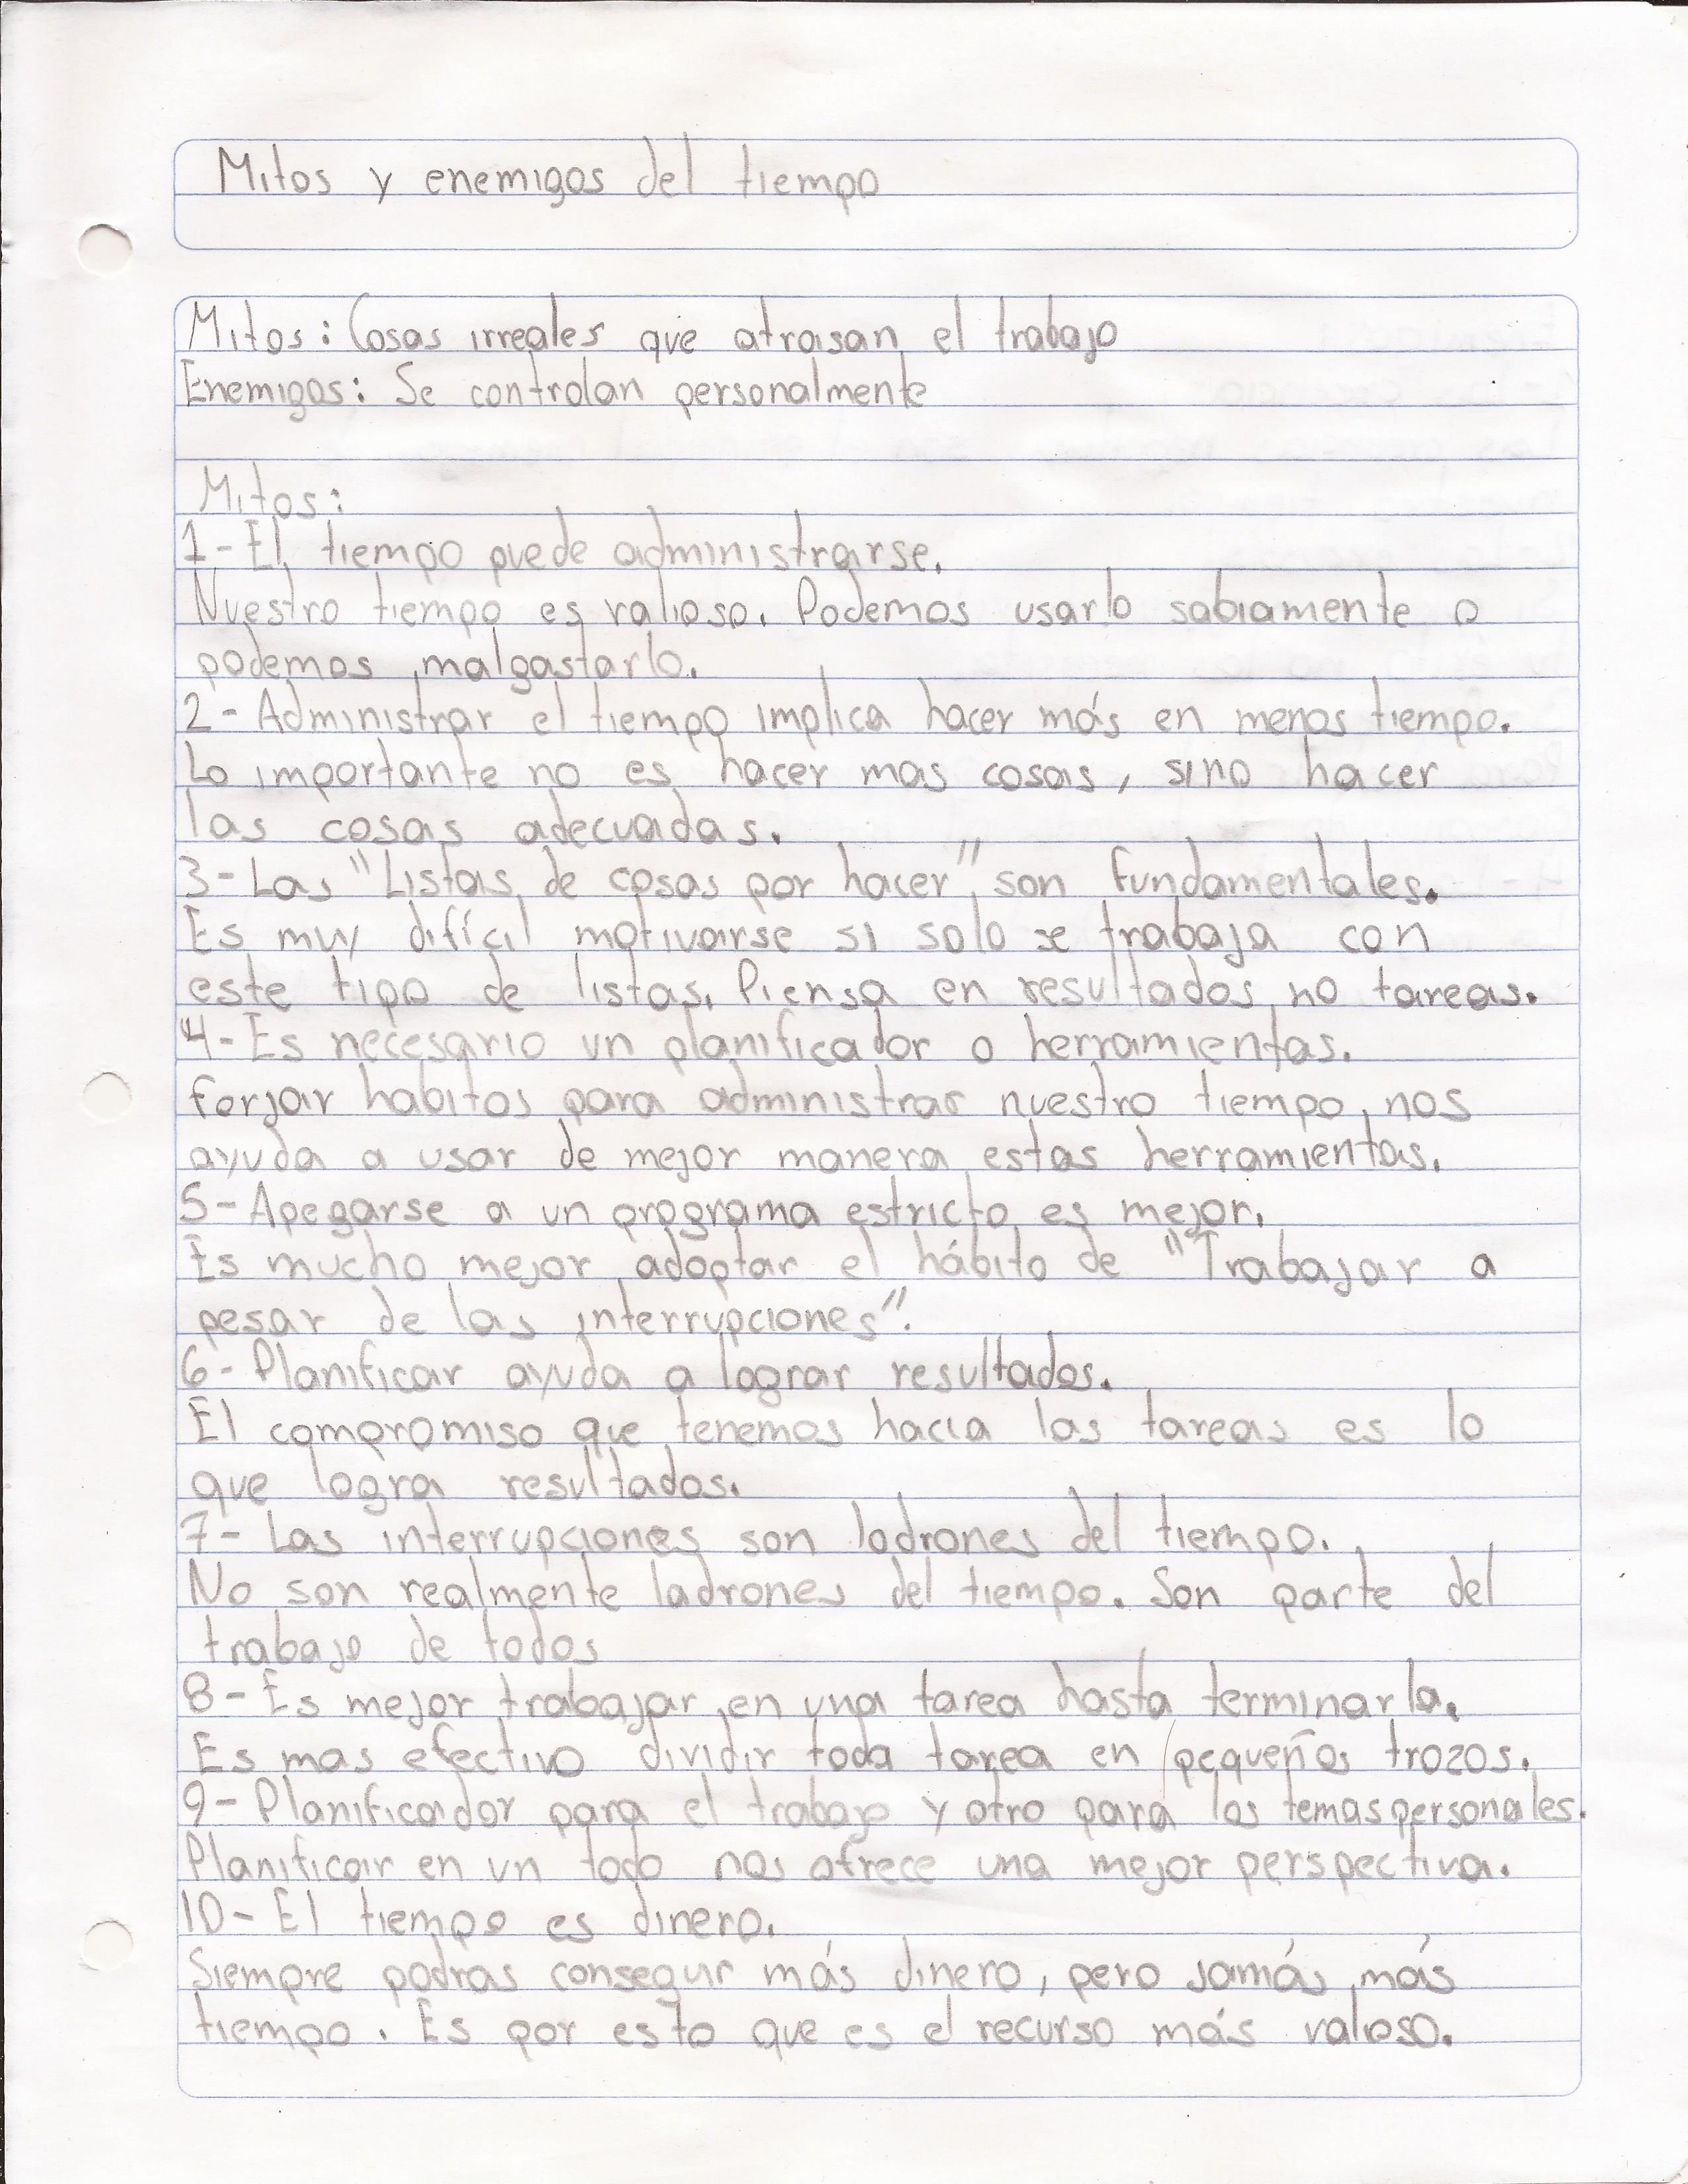 Mitos y enemigos del tiempo
Mitos: Cosas irreales que atrasan el trabajo
Enemigos: Se controlan personalmente
Mitos:
1- El tiempo puede administrarse.
Nuestro tiempo es valioso. Podemos usarlo sabiamente o
podemos malgastarlo.
2- Administrar el tiempo implica hacer más en menos tiempo.
Lo importante no es hacer mas cosas, sino hacer
las cosas adecuadas.
3- Las "Listas de cosas por hacer" son fundamentales.
Es muy difícil motivarse si solo se trabaja con
este tipo de listas. Piensa en resultados no tareas.
4- Es necesario un planificador o herramientas.
Forjar habitos para administrar nuestro tiempo, nos
ayuda a usar de mejor manera estas herramientas.
5- Apegarse a un programa estricto es mejor.
Es mucho mejor adoptar el hábito de "Trabajar a
pesar de las interrupciones".
6- Planificar ayuda a lograr resultados.
El compromiso que tenemos hacia las tareas es lo
que logra resultados.
7- Las interrupciones son ladrones del tiempo.
No son realmente ladrones del tiempo. Son parte del
trabajo de todos
8- Es mejor trabajar en una tarea hasta terminarla.
Es mas efectivo dividir toda tarea en pequeños trozos.
9- Planificador para el trabajo y otro para los temas personales.
Planificar en un todo nos ofrece una mejor perspectiva.
10- El tiempo es dinero.
Siempre podras conseguir más dinero, pero jamás más
tiempo. Es por esto que es el recurso más valioso.